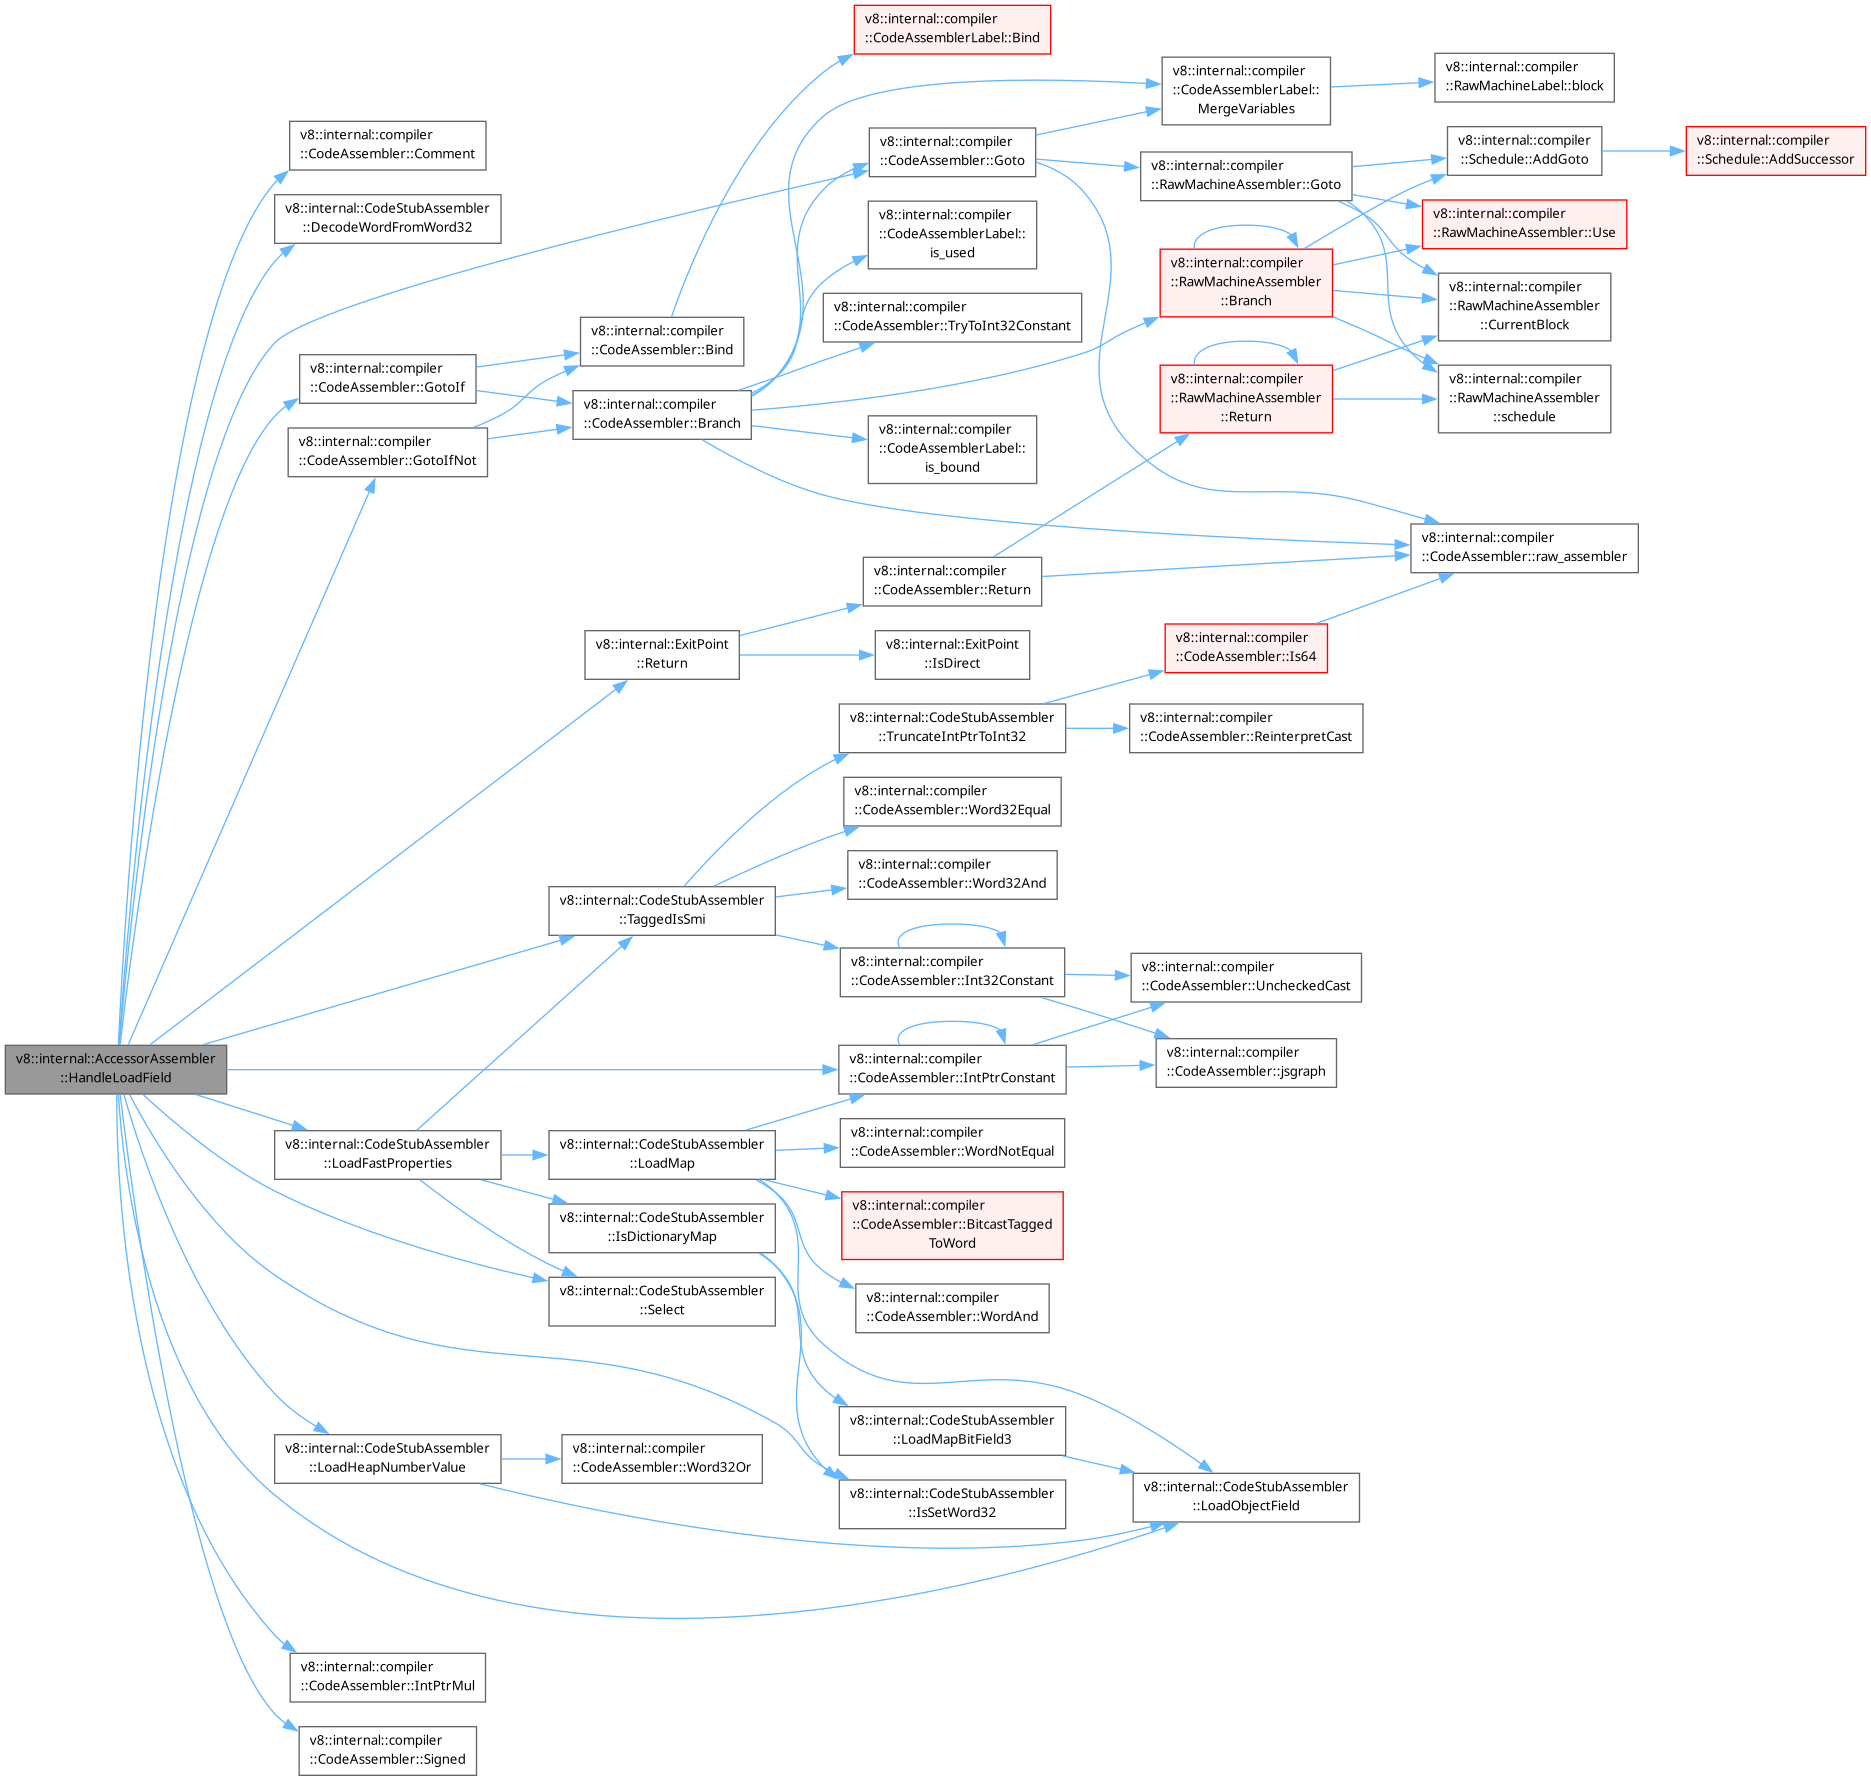 v8::internal::compiler
::CodeAssemblerLabel::Bind
v8::internal::compiler
::CodeAssemblerLabel::
MergeVariables
v8::internal::compiler
::RawMachineLabel::block
v8::internal::compiler
::CodeAssembler::Comment
v8::internal::compiler
::CodeAssembler::Goto
v8::internal::compiler
::RawMachineAssembler::Goto
v8::internal::compiler
::Schedule::AddGoto
v8::internal::compiler
::Schedule::AddSuccessor
v8::internal::CodeStubAssembler
::DecodeWordFromWord32
v8::internal::compiler
::CodeAssemblerLabel::
is_used
v8::internal::compiler
::RawMachineAssembler::Use
v8::internal::compiler
::RawMachineAssembler
::Branch
v8::internal::compiler
::RawMachineAssembler
::CurrentBlock
v8::internal::compiler
::CodeAssembler::TryToInt32Constant
v8::internal::compiler
::CodeAssembler::Bind
v8::internal::compiler
::CodeAssembler::GotoIf
v8::internal::compiler
::RawMachineAssembler
::Return
v8::internal::compiler
::RawMachineAssembler
::schedule
v8::internal::compiler
::CodeAssembler::Branch
v8::internal::compiler
::CodeAssembler::GotoIfNot
v8::internal::compiler
::CodeAssemblerLabel::
is_bound
v8::internal::compiler
::CodeAssembler::raw_assembler
v8::internal::compiler
::CodeAssembler::Return
v8::internal::ExitPoint
::Return
v8::internal::ExitPoint
::IsDirect
v8::internal::compiler
::CodeAssembler::Is64
v8::internal::CodeStubAssembler
::TruncateIntPtrToInt32
v8::internal::compiler
::CodeAssembler::ReinterpretCast
v8::internal::compiler
::CodeAssembler::Word32Equal
v8::internal::compiler
::CodeAssembler::Word32And
v8::internal::CodeStubAssembler
::TaggedIsSmi
v8::internal::compiler
::CodeAssembler::Int32Constant
v8::internal::compiler
::CodeAssembler::UncheckedCast
v8::internal::AccessorAssembler
::HandleLoadField
v8::internal::compiler
::CodeAssembler::IntPtrConstant
v8::internal::compiler
::CodeAssembler::jsgraph
v8::internal::CodeStubAssembler
::LoadFastProperties
v8::internal::CodeStubAssembler
::LoadMap
v8::internal::compiler
::CodeAssembler::WordNotEqual
v8::internal::CodeStubAssembler
::IsDictionaryMap
v8::internal::compiler
::CodeAssembler::BitcastTagged
ToWord
v8::internal::CodeStubAssembler
::Select
v8::internal::compiler
::CodeAssembler::WordAnd
v8::internal::CodeStubAssembler
::LoadMapBitField3
v8::internal::CodeStubAssembler
::LoadHeapNumberValue
v8::internal::compiler
::CodeAssembler::Word32Or
v8::internal::CodeStubAssembler
::IsSetWord32
v8::internal::CodeStubAssembler
::LoadObjectField
v8::internal::compiler
::CodeAssembler::IntPtrMul
v8::internal::compiler
::CodeAssembler::Signed